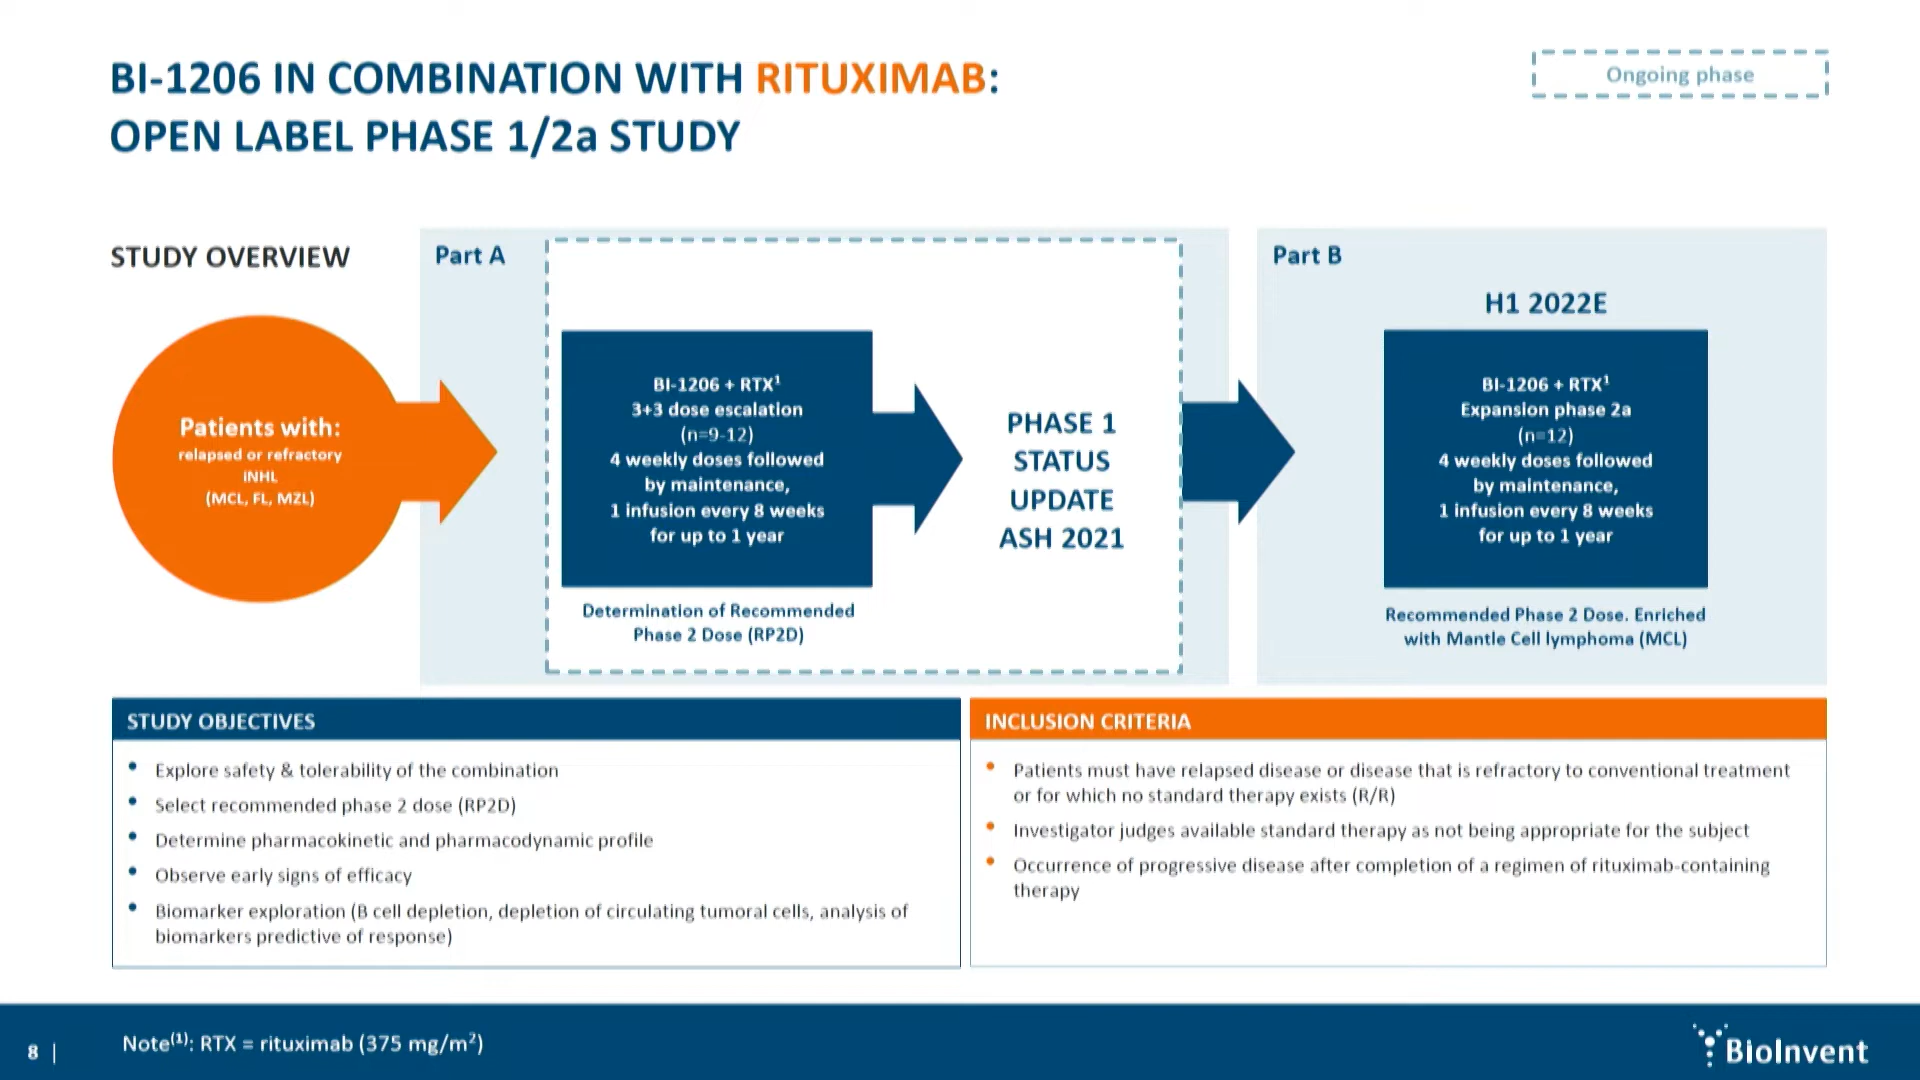 BI-1206 IN COMBINATION WITH RITUXIMAB:
OPEN LABEL PHASE 1/2a STUDY
Ongoing phase
STUDY OVERVIEW
Patients with:
relapsed or refractory
iNHL
(MCL, FL, MZL)
Part A
BI-1206 + RTX¹
3+3 dose escalation
(n=9-12)
4 weekly doses followed
by maintenance,
1 infusion every 8 weeks
for up to 1 year
Determination of Recommended
Phase 2 Dose (RP2D)
PHASE 1
STATUS
UPDATE
ASH 2021
Part B
H1 2022E
BI-1206 + RTX¹
Expansion phase 2a
(n=12)
4 weekly doses followed
by maintenance,
1 infusion every 8 weeks
for up to 1 year
Recommended Phase 2 Dose. Enriched
with Mantle Cell lymphoma (MCL)
STUDY OBJECTIVES
• Explore safety & tolerability of the combination
• Select recommended phase 2 dose (RP2D)
• Determine pharmacokinetic and pharmacodynamic profile
• Observe early signs of efficacy
• Biomarker exploration (B cell depletion, depletion of circulating tumoral cells, analysis of
biomarkers predictive of response)
INCLUSION CRITERIA
• Patients must have relapsed disease or disease that is refractory to conventional treatment
or for which no standard therapy exists (R/R)
• Investigator judges available standard therapy as not being appropriate for the subject
• Occurrence of progressive disease after completion of a regimen of rituximab-containing
therapy
8 |
Note⁽¹⁾: RTX = rituximab (375 mg/m²)
BioInvent